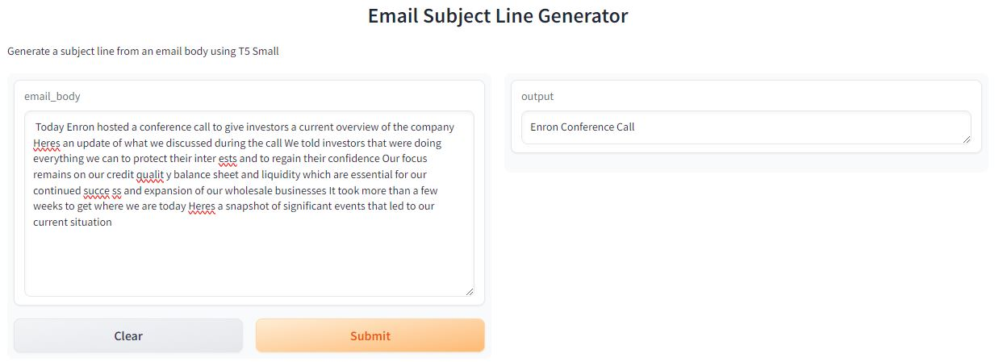 Email Subject Line Generator
Generate a subject line from an email body using T5 Small
email_body
Today Enron hosted a conference call to give investors a current overview of the company
Heres an update of what we discussed during the call We told investors that were doing
everything we can to protect their inter ests and to regain their confidence Our focus
remains on our credit qualit y balance sheet and liquidity which are essential for our
continued succe ss and expansion of our wholesale businesses It took more than a few
weeks to get where we are today Heres a snapshot of significant events that led to our
current situation
Clear
Submit
output
Enron Conference Call